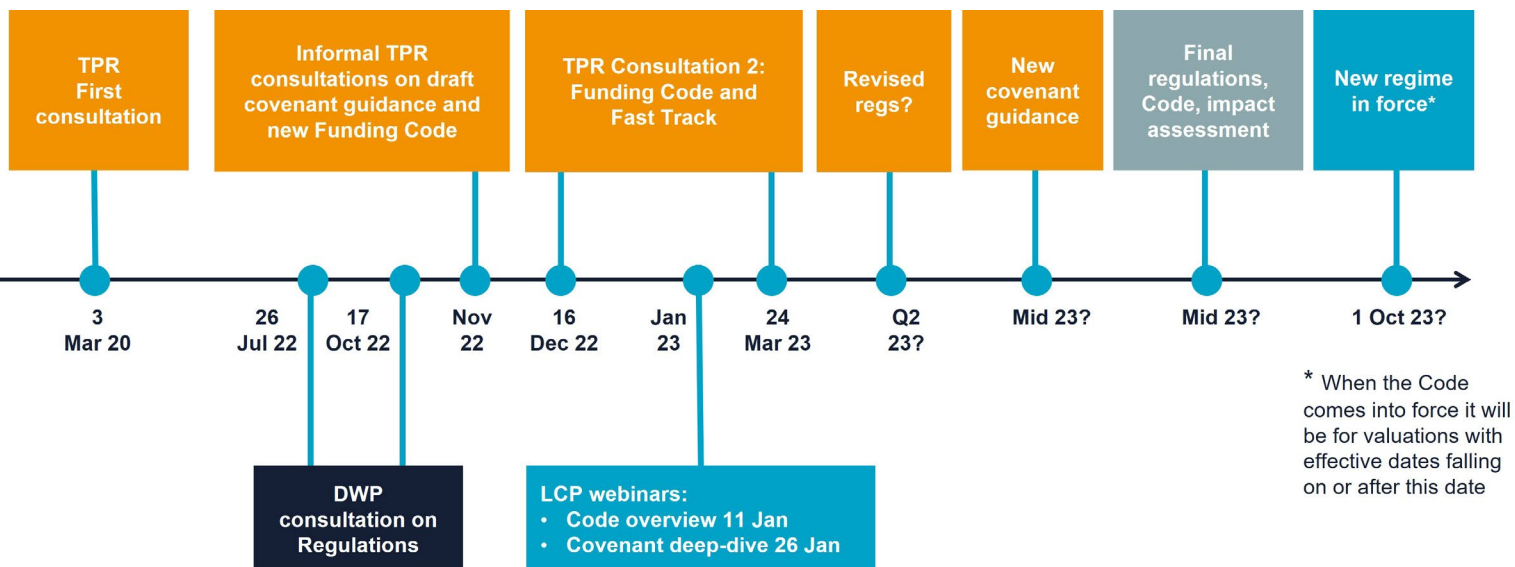 TPR
First
consultation
Informal TPR
consultations on draft
covenant guidance and
new Funding Code
TPR Consultation 2:
Funding Code and
Fast Track
Revised
regs?
New
covenant
guidance
Final
regulations,
Code, impact
assessment
New regime
in force*
3
Mar 20
26
Jul 22
17
Oct 22
Nov
22
16
Dec 22
Jan
23
24
Mar 23
Q2
23?
Mid 23?
Mid 23?
1 Oct 23?
* When the Code
comes into force it will
be for valuations with
effective dates falling
on or after this date
DWP
consultation on
Regulations
LCP webinars:
• Code overview 11 Jan
• Covenant deep-dive 26 Jan